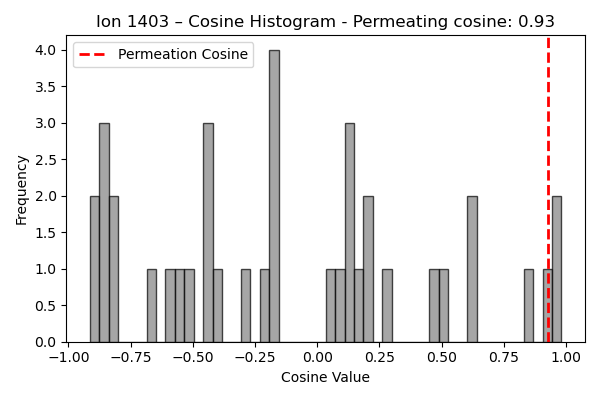 Ion 1403 – Cosine Histogram - Permeating cosine: 0.93
Permeation Cosine
Frequency
4.0
3.5
3.0
2.5
2.0
1.5
1.0
0.5
0.0
−1.00 −0.75 −0.50 −0.25 0.00 0.25 0.50 0.75 1.00
Cosine Value